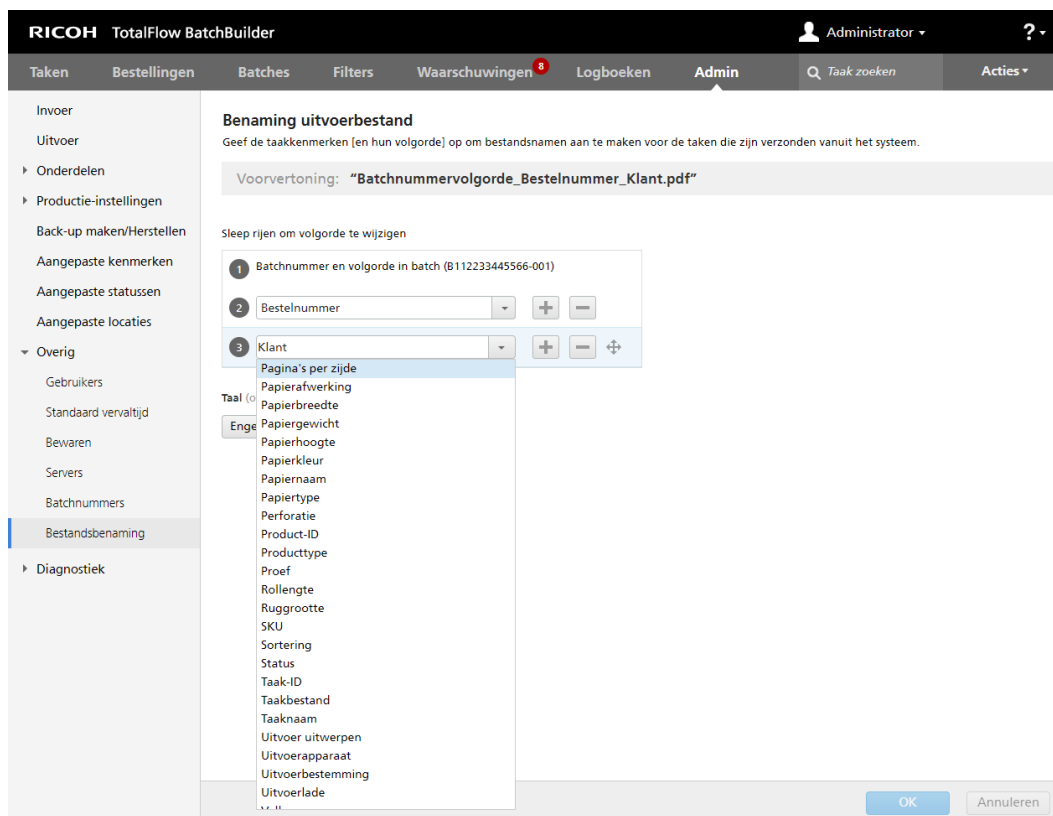 RICOH TotalFlow BatchBuilder Administrator ?
Taken Bestellingen Batches Filters Waarschuwingen 8 Logboeken Admin Taak zoeken Acties
Invoer
Uitvoer
Onderdelen
Productie-instellingen
Back-up maken/Herstellen
Aangepaste kenmerken
Aangepaste statussen
Aangepaste locaties
Overig
Gebruikers
Standaard vervaltijd
Bewaren
Servers
Batchnummers
Bestandsbenaming
Diagnostiek
Benaming uitvoerbestand
Geef de taakkenmerken [en hun volgorde] op om bestandsnamen aan te maken voor de taken die zijn verzonden vanuit het systeem.
Voorvertoning: “Batchnummervolgorde_Bestelnummer_Klant.pdf”
Sleep rijen om volgorde te wijzigen
1 Batchnummer en volgorde in batch (B112233445566-001)
2 Bestelnummer
3 Klant
Taal (o
Enge
Pagina's per zijde
Papierafwerking
Papierbreedte
Papiergewicht
Papierhoogte
Papierkleur
Papiernaam
Papiertype
Perforatie
Product-ID
Producttype
Proef
Rollengte
Ruggrootte
SKU
Sortering
Status
Taak-ID
Taakbestand
Taaknaam
Uitvoer uitwerpen
Uitvoerapparaat
Uitvoerbestemming
Uitvoerlade
OK Annuleren